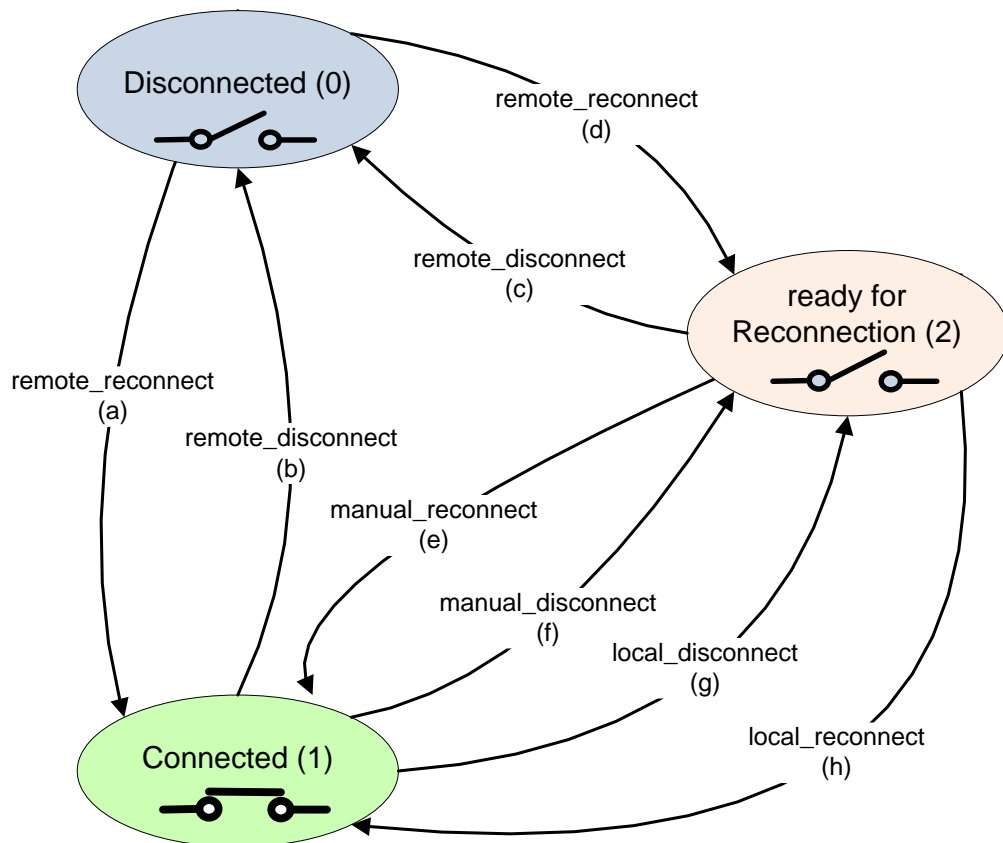 Disconnected (0)
remote_reconnect
(d)
remote_disconnect
(c)
ready for
Reconnection (2)
remote_reconnect
(a)
remote_disconnect
(b)
manual_reconnect
(e)
manual_disconnect
(f)
local_disconnect
(g)
local_reconnect
(h)
Connected (1)